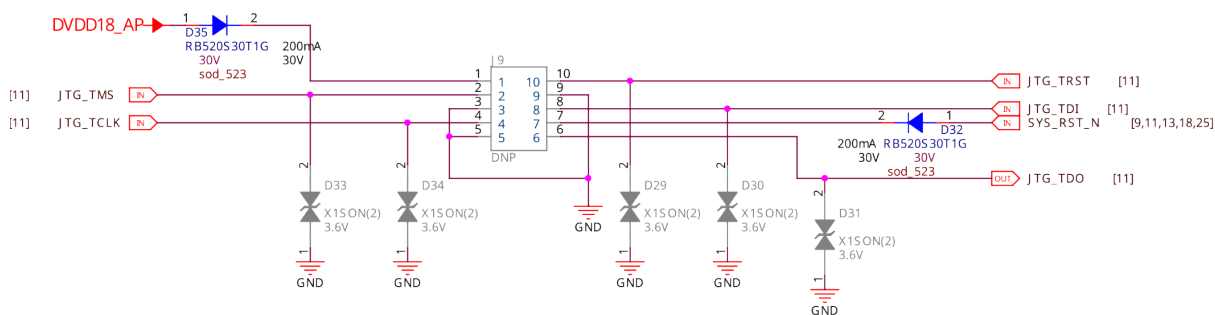 DVDD18_AP
1
2
D35
RB520S30T1G
30V
sod_523
200mA
30V
J9
1
2
3
4
5
1
2
3
4
5
10
9
8
7
6
10
9
8
7
6
DNP
[11] JTG_TMS IN
[11] JTG_TCLK IN
IN JTG_TRST [11]
IN JTG_TDI [11]
IN SYS_RST_N [9,11,13,18,25]
2
1
D32
200mA
30V
RB520S30T1G
30V
sod_523
OUT JTG_TDO [11]
2
D33
X1SON(2)
3.6V
1
GND
2
D34
X1SON(2)
3.6V
1
GND
GND
2
D29
X1SON(2)
3.6V
1
GND
2
D30
X1SON(2)
3.6V
1
GND
2
D31
X1SON(2)
3.6V
1
GND